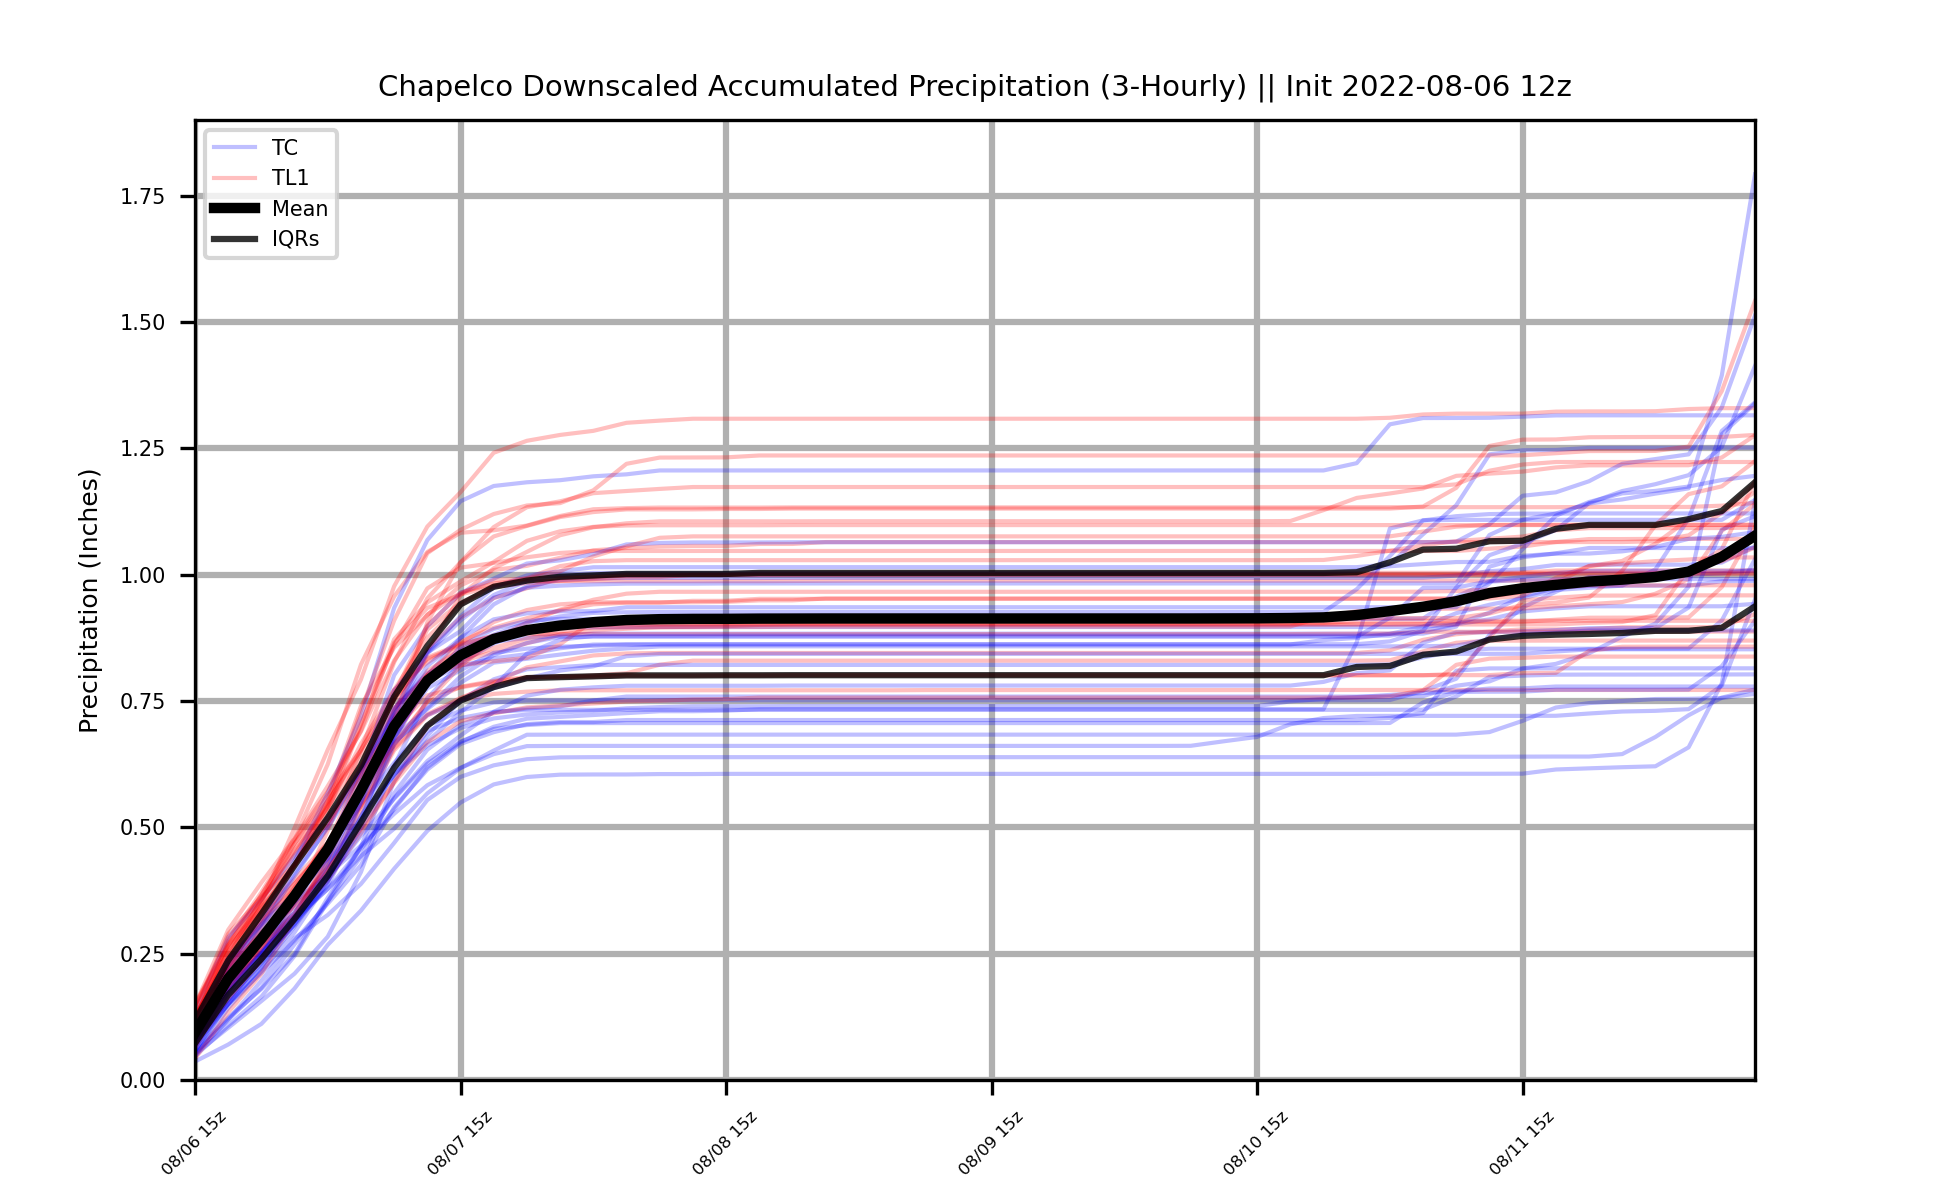 Chapelco Downscaled Accumulated Precipitation (3-Hourly) || Init 2022-08-06 12z
TC
TL1
Mean
IQRs
Precipitation (Inches)
1.75
1.50
1.25
1.00
0.75
0.50
0.25
0.00
08/06 15z
08/07 15z
08/08 15z
08/09 15z
08/10 15z
08/11 15z